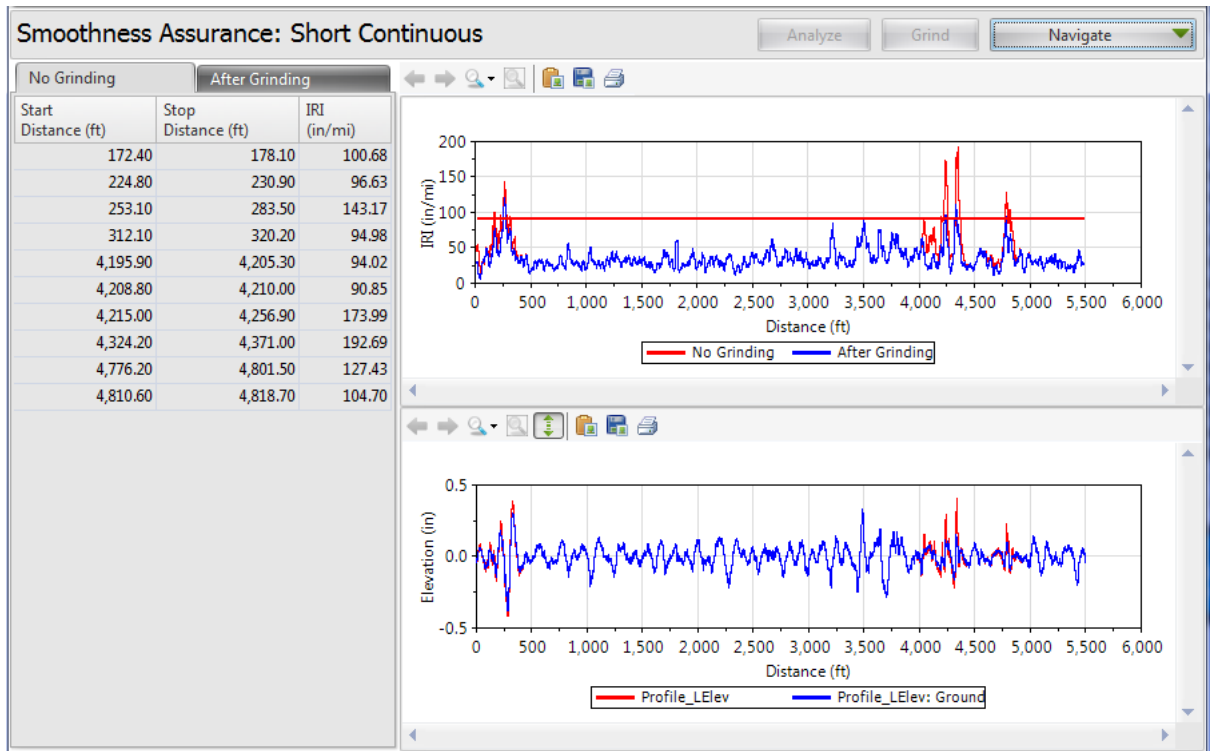 Smoothness Assurance: Short Continuous
Analyze
Grind
Navigate
No Grinding
After Grinding
Start Distance (ft)
Stop Distance (ft)
IRI (in/mi)
172.40 178.10 100.68
224.80 230.90 96.63
253.10 283.50 143.17
312.10 320.20 94.98
4,195.90 4,205.30 94.02
4,208.80 4,210.00 90.85
4,215.00 4,256.90 173.99
4,324.20 4,371.00 192.69
4,776.20 4,801.50 127.43
4,810.60 4,818.70 104.70
200
150
100
50
0
IRI (in/mi)
0 500 1,000 1,500 2,000 2,500 3,000 3,500 4,000 4,500 5,000 5,500 6,000
Distance (ft)
No Grinding After Grinding
0.5
0.0
-0.5
Elevation (in)
0 500 1,000 1,500 2,000 2,500 3,000 3,500 4,000 4,500 5,000 5,500 6,000
Distance (ft)
Profile_LElev Profile_LElev: Ground